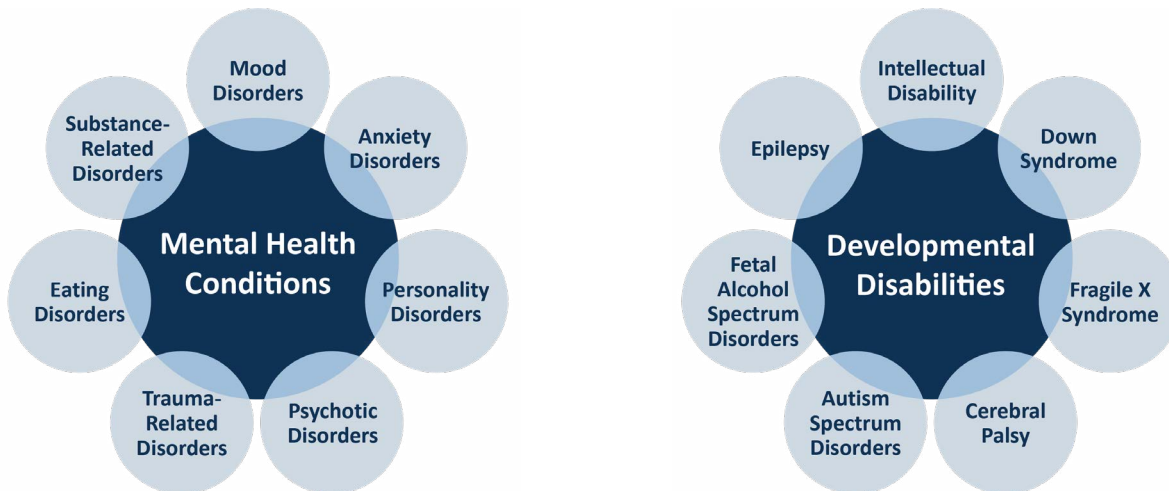 Mental Health
Conditions
Mood
Disorders
Anxiety
Disorders
Personality
Disorders
Psychotic
Disorders
Trauma-
Related
Disorders
Eating
Disorders
Substance-
Related
Disorders
Developmental
Disabilities
Intellectual
Disability
Down
Syndrome
Fragile X
Syndrome
Cerebral
Palsy
Autism
Spectrum
Disorders
Fetal
Alcohol
Spectrum
Disorders
Epilepsy